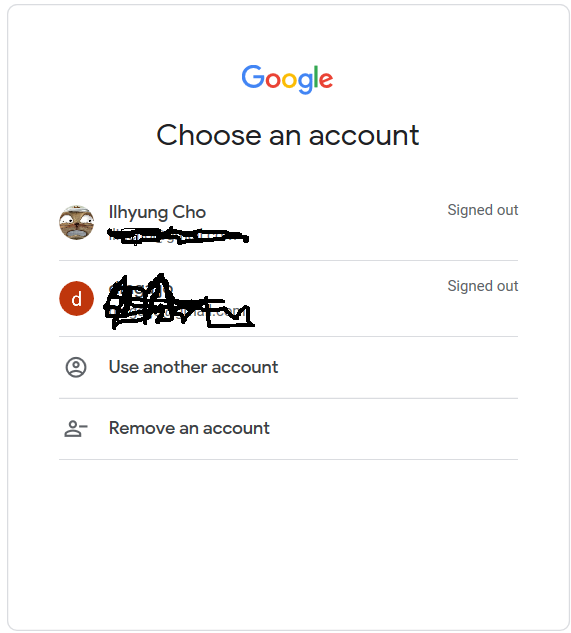 Google
Choose an account
Ilhyung Cho
Signed out
d
Signed out
Use another account
Remove an account